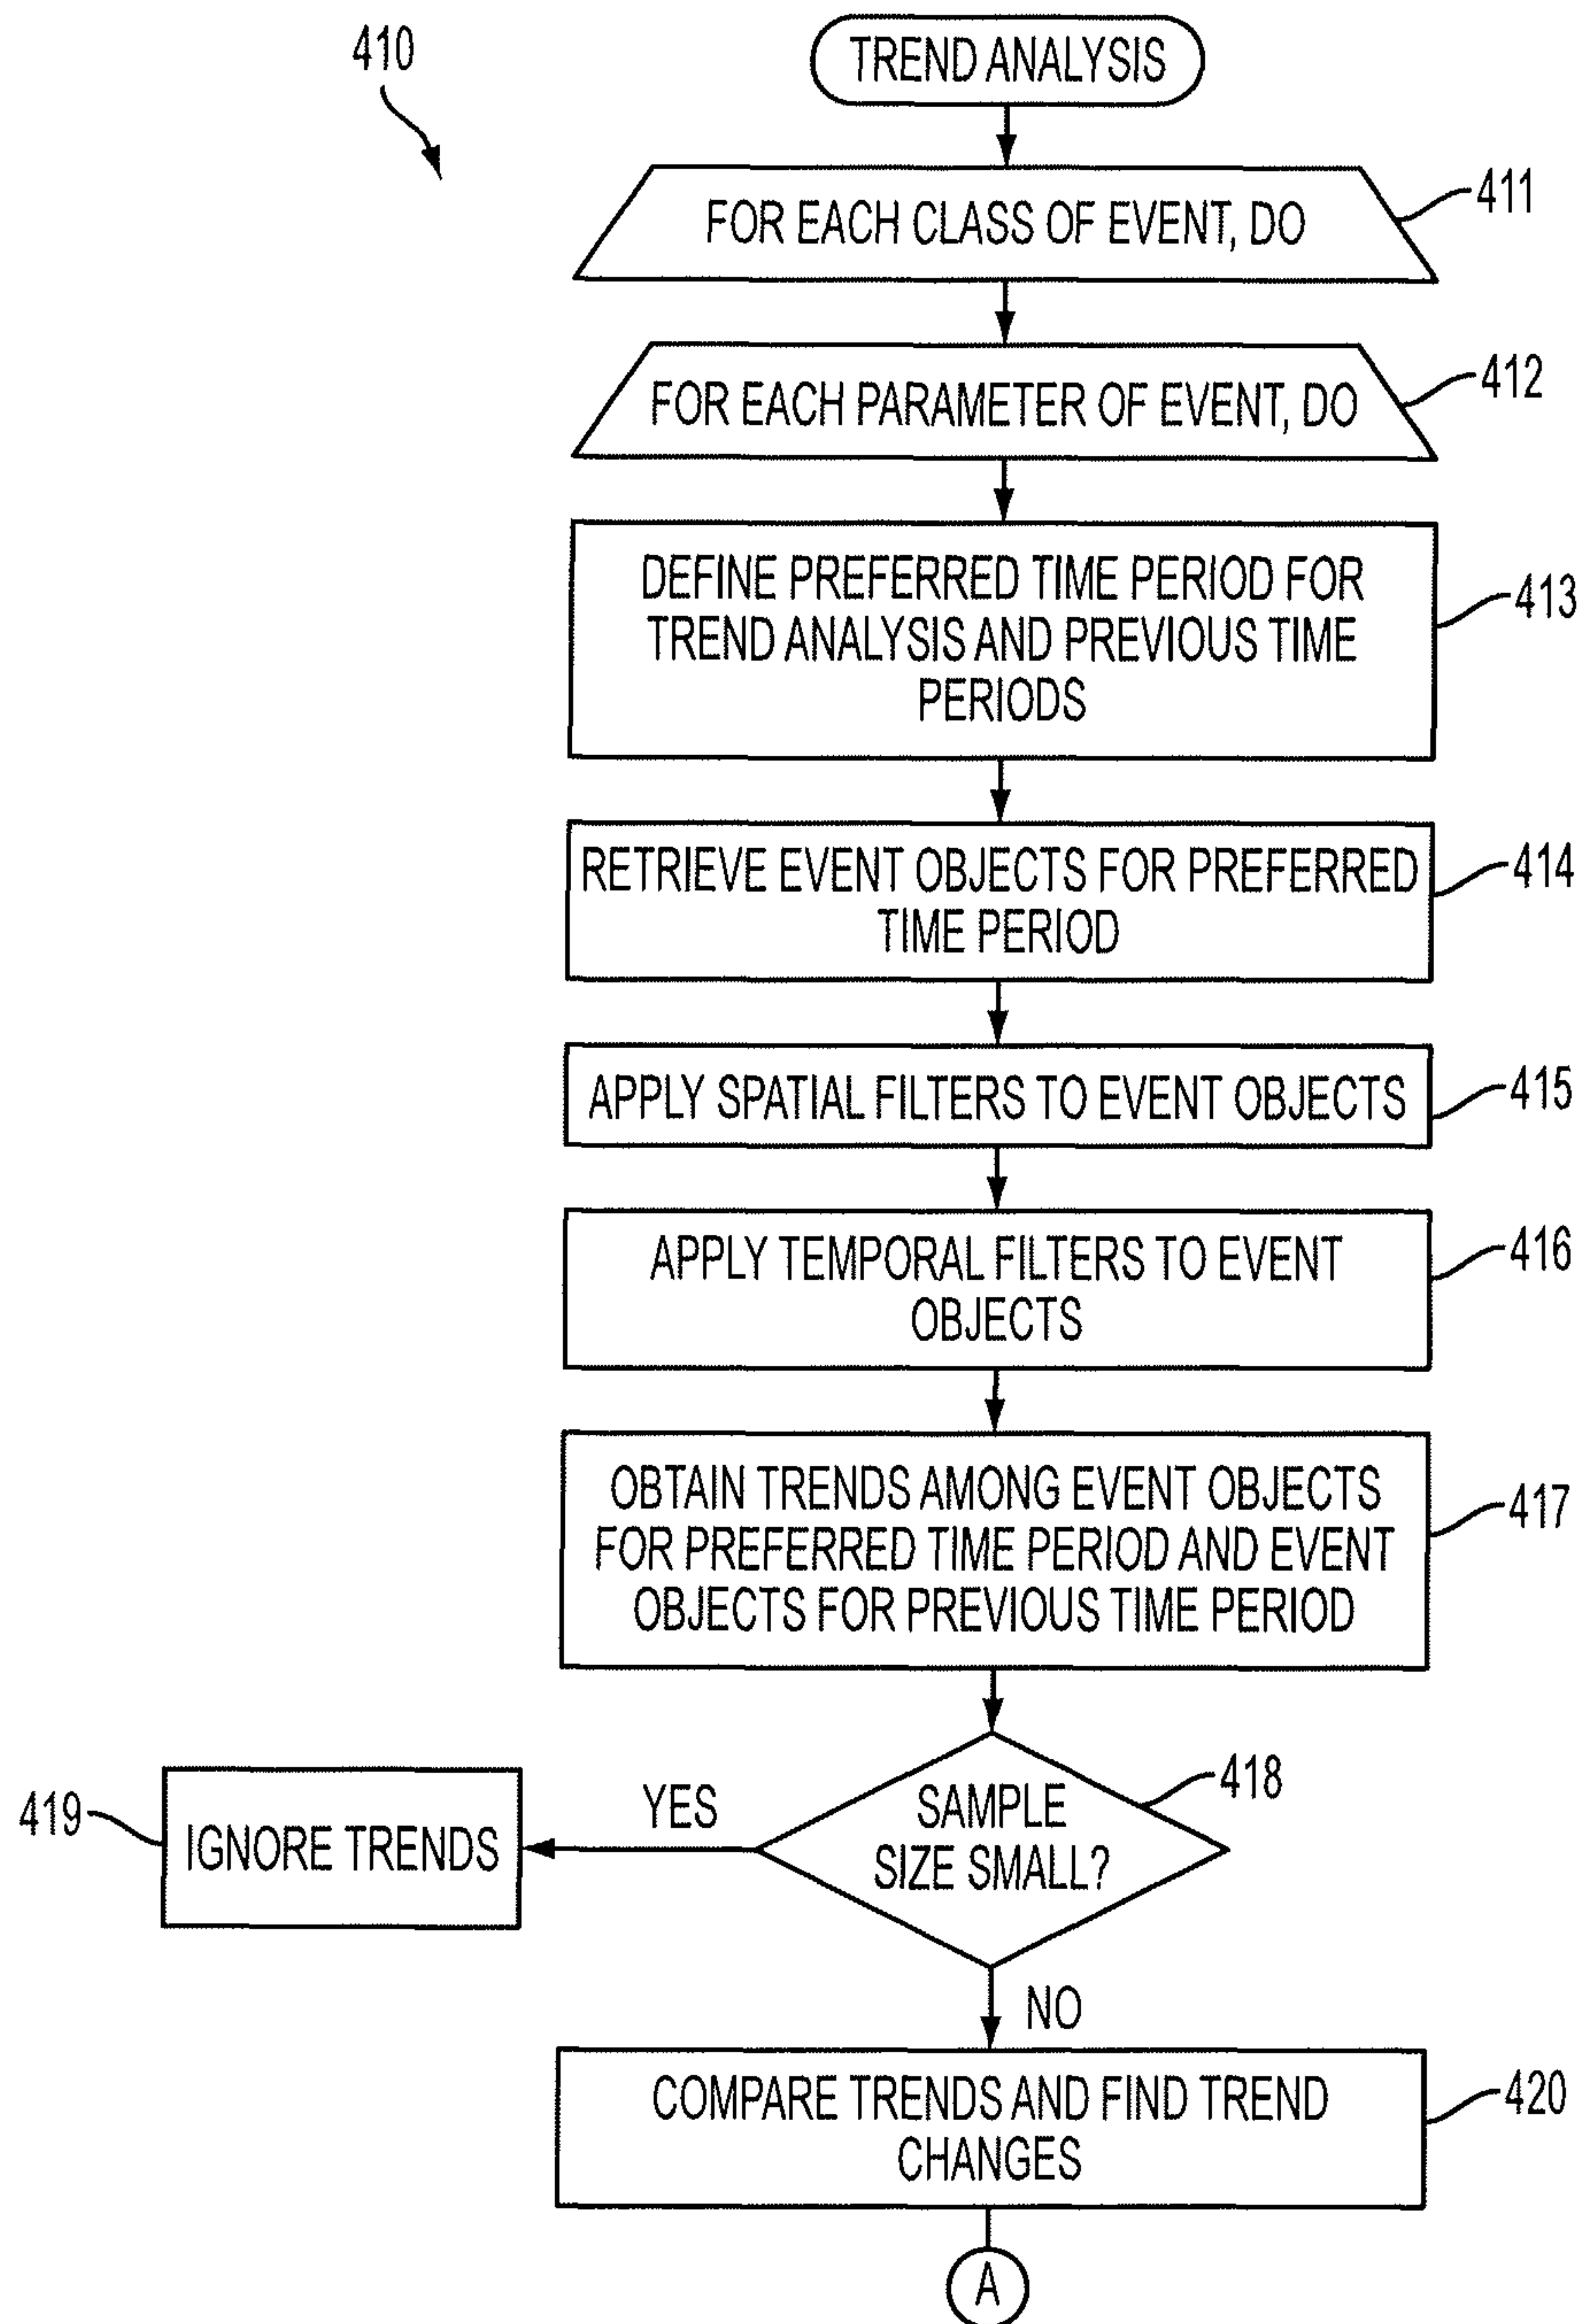 410
TREND ANALYSIS
FOR EACH CLASS OF EVENT, DO
411
FOR EACH PARAMETER OF EVENT, DO
412
DEFINE PREFERRED TIME PERIOD FOR
TREND ANALYSIS AND PREVIOUS TIME
PERIODS
413
RETRIEVE EVENT OBJECTS FOR PREFERRED
TIME PERIOD
414
APPLY SPATIAL FILTERS TO EVENT OBJECTS
415
APPLY TEMPORAL FILTERS TO EVENT
OBJECTS
416
OBTAIN TRENDS AMONG EVENT OBJECTS
FOR PREFERRED TIME PERIOD AND EVENT
OBJECTS FOR PREVIOUS TIME PERIOD
417
SAMPLE
SIZE SMALL?
418
YES
IGNORE TRENDS
419
NO
COMPARE TRENDS AND FIND TREND
CHANGES
420
A